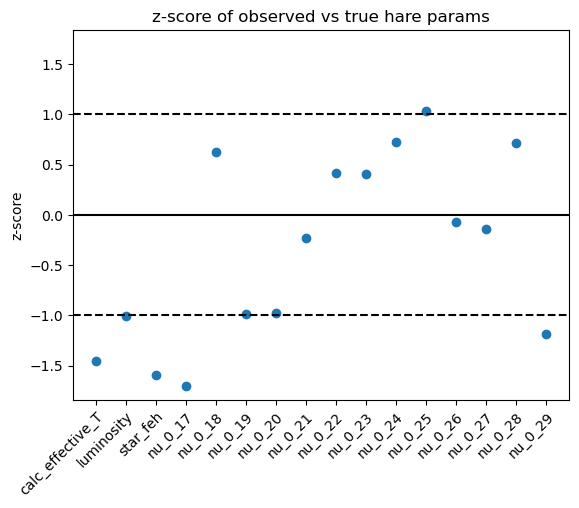 z-score of observed vs true hare params
z-score
1.5
1.0
0.5
0.0
−0.5
−1.0
−1.5
calc_effective_T
luminosity
star_feh
nu_0_17
nu_0_18
nu_0_19
nu_0_20
nu_0_21
nu_0_22
nu_0_23
nu_0_24
nu_0_25
nu_0_26
nu_0_27
nu_0_28
nu_0_29